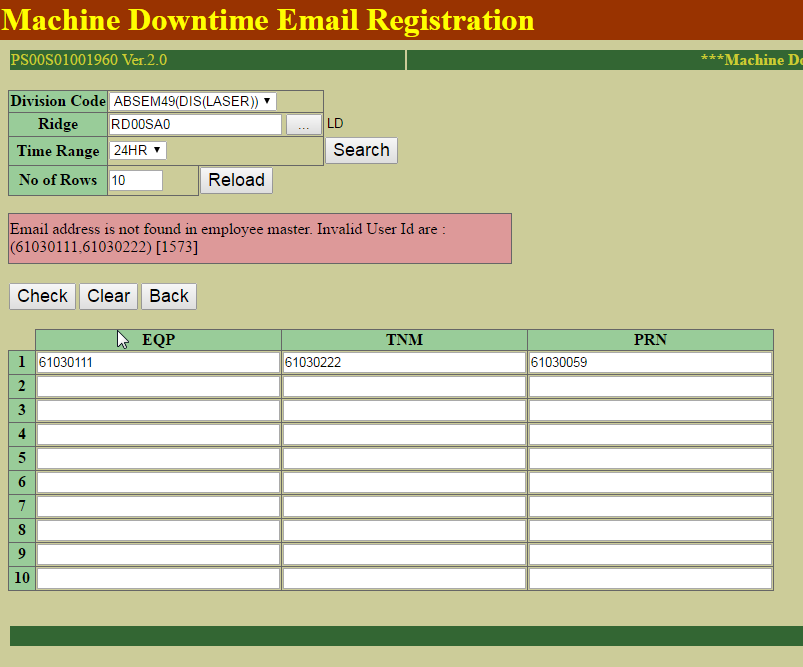 Machine Downtime Email Registration
PS00S01001960 Ver.2.0
***Machine Do
Division Code ABSEM49(DIS(LASER))
Ridge RD00SA0 ... LD
Time Range 24HR Search
No of Rows 10 Reload
Email address is not found in employee master. Invalid User Id are :
(61030111,61030222) [1573]
Check Clear Back
EQP TNM PRN
1 61030111 61030222 61030059
2
3
4
5
6
7
8
9
10